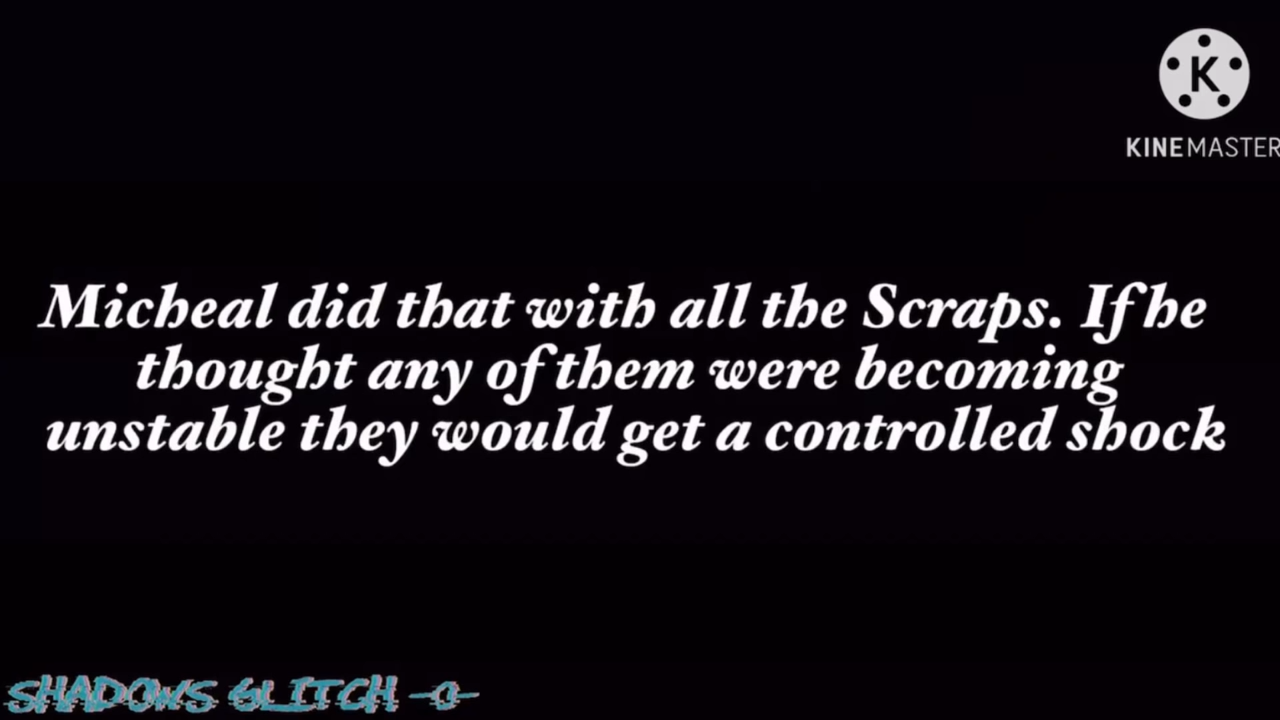 K
KINEMASTER
Micheal did that with all the Scraps. If he
thought any of them were becoming
unstable they would get a controlled shock
SHADOWS GLITCH -0-